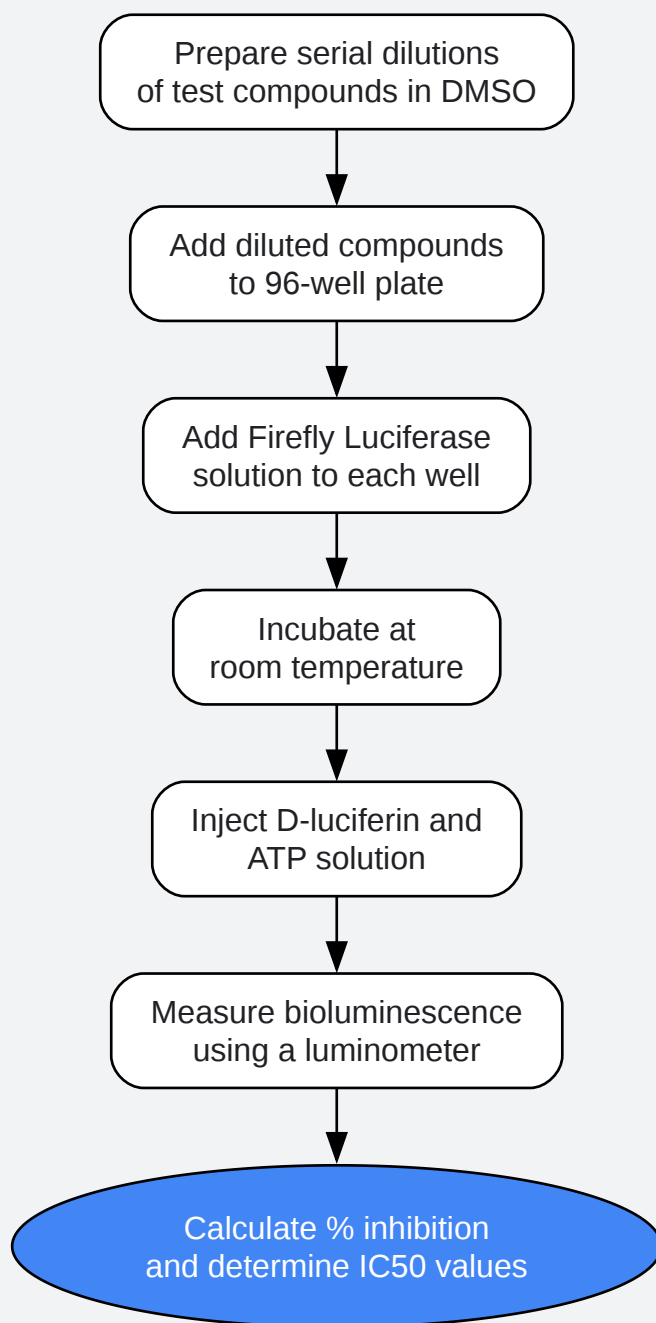 Prepare serial dilutions
of test compounds in DMSO
Add diluted compounds
to 96-well plate
Add Firefly Luciferase
solution to each well
Incubate at
room temperature
Inject D-luciferin and
ATP solution
Measure bioluminescence
using a luminometer
Calculate % inhibition
and determine IC50 values